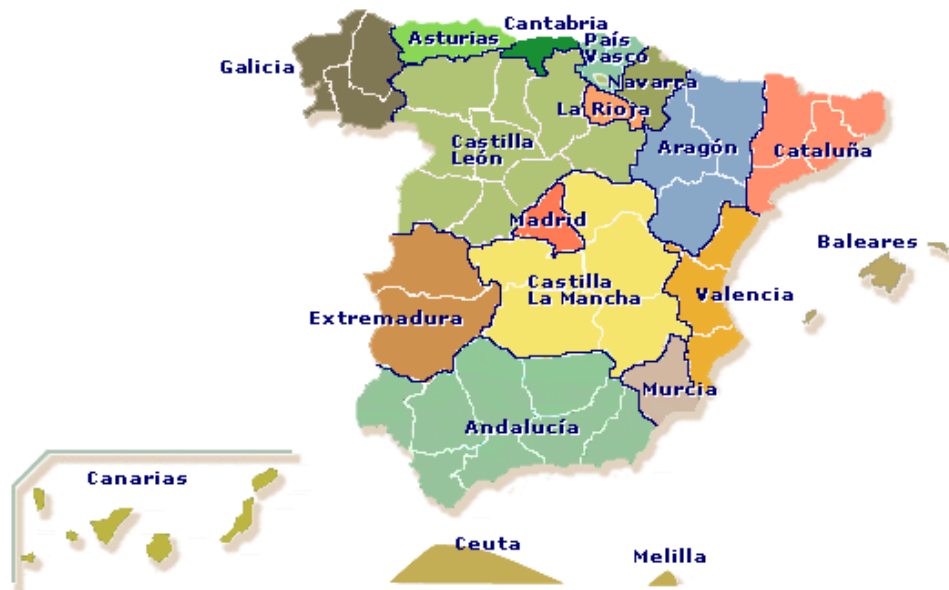 Cantabria
Asturias
País
Vasco
Galicia
Navarra
La Rioja
Castilla
León
Aragón
Cataluña
Madrid
Baleares
Castilla
La Mancha
Valencia
Extremadura
Murcia
Andalucía
Canarias
Ceuta
Melilla